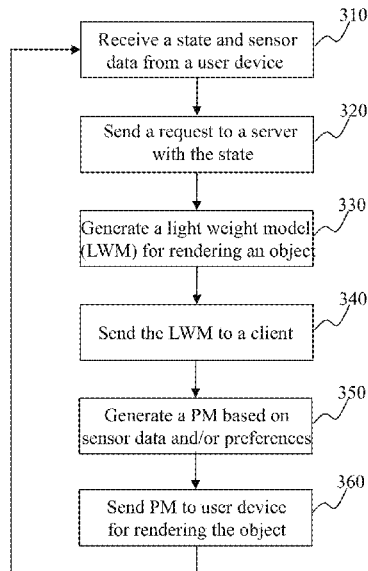 310
Receive a state and sensor
data from a user device
320
Send a request to a server
with the state
330
Generate a light weight model
(LWM) for rendering an object
340
Send the LWM to a client
350
Generate a PM based on
sensor data and/or preferences
360
Send PM to user device
for rendering the object